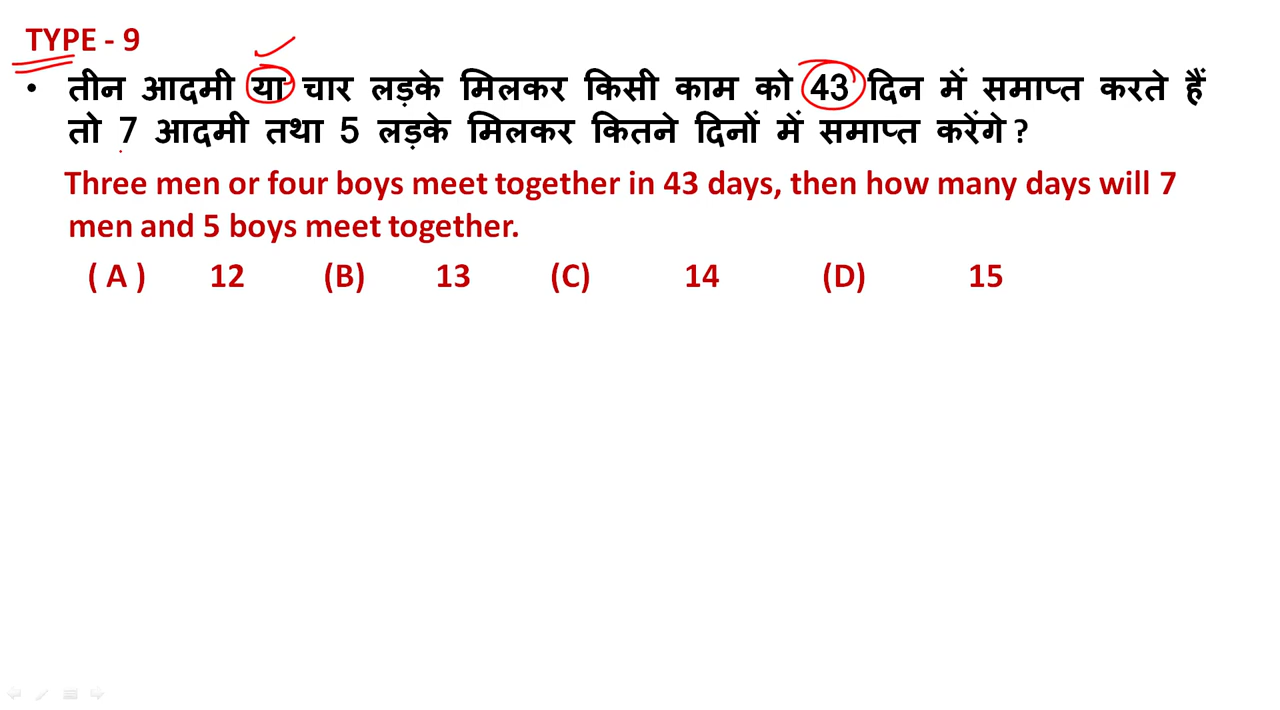 TYPE - 9
• तीन आदमी या चार लड़के मिलकर किसी काम को 43 दिन में समाप्त करते हैं
तो 7 आदमी तथा 5 लड़के मिलकर कितने दिनों में समाप्त करेंगे ?
Three men or four boys meet together in 43 days, then how many days will 7
men and 5 boys meet together.
( A ) 12 (B) 13 (C) 14 (D) 15